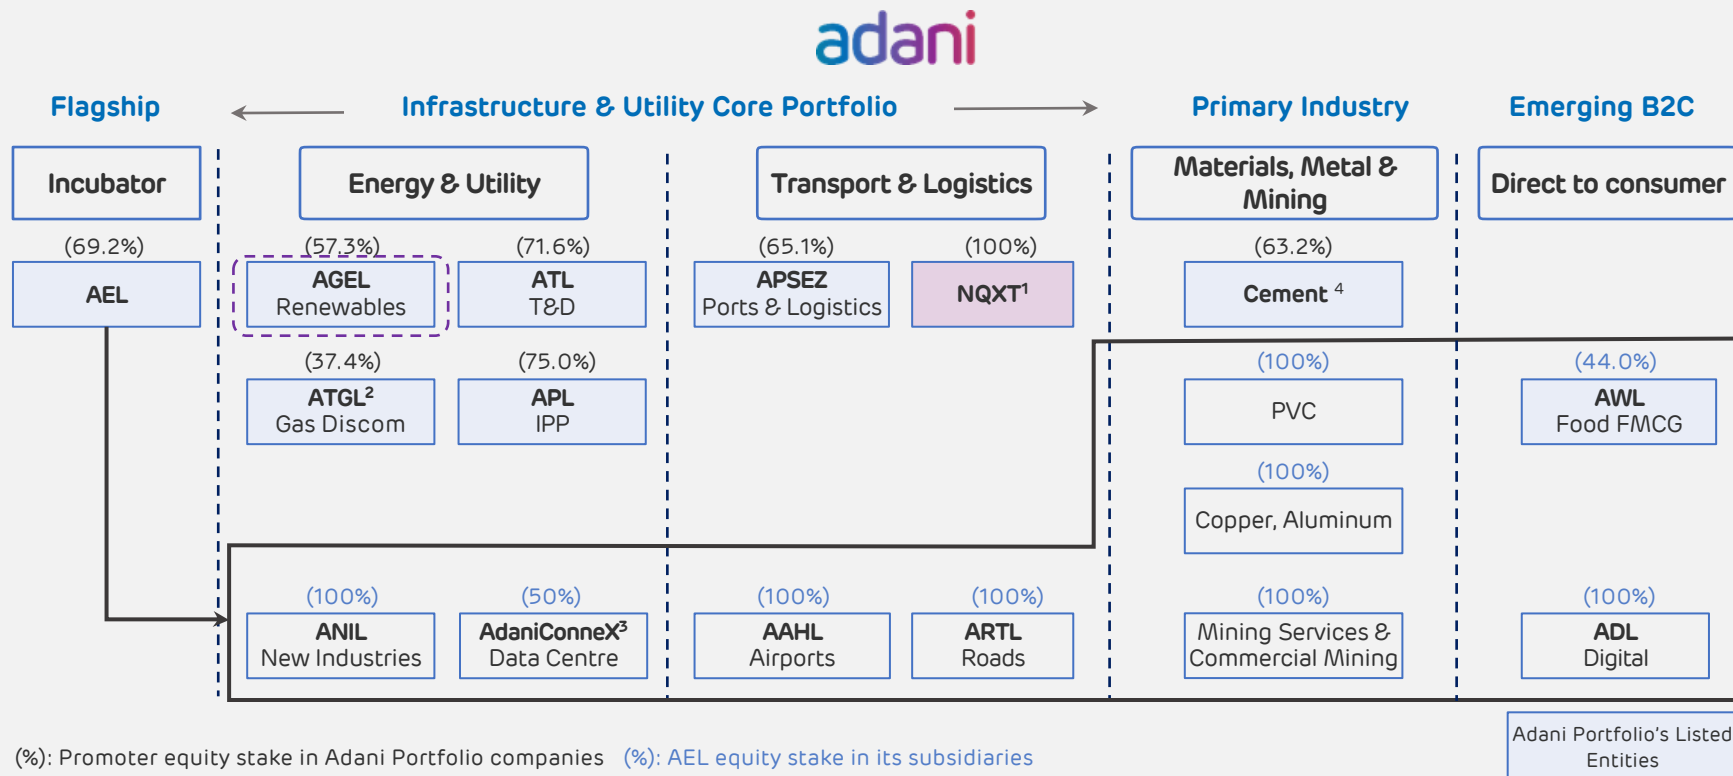 adani
Flagship
Infrastructure & Utility Core Portfolio
Primary Industry
Emerging B2C
Incubator
Energy & Utility
Transport & Logistics
Materials, Metal &
Mining
Direct to consumer
(69.2%)
AEL
(57.3%)
AGEL
Renewables
(71.6%)
ATL
T&D
(65.1%)
APSEZ
Ports & Logistics
(100%)
NQXT¹
(63.2%)
Cement ⁴
(37.4%)
ATGL²
Gas Discom
(75.0%)
APL
IPP
(100%)
PVC
(44.0%)
AWL
Food FMCG
(100%)
Copper, Aluminum
(100%)
ANIL
New Industries
(50%)
AdaniConneX³
Data Centre
(100%)
AAHL
Airports
(100%)
ARTL
Roads
(100%)
Mining Services &
Commercial Mining
(100%)
ADL
Digital
(%): Promoter equity stake in Adani Portfolio companies (%): AEL equity stake in its subsidiaries
Adani Portfolio's Listed
Entities